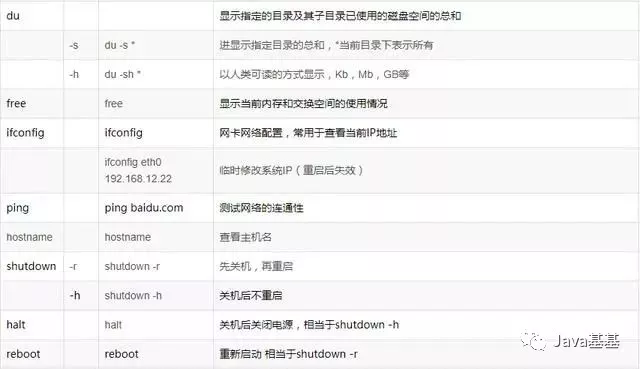 du 显示指定的目录及其子目录已使用的磁盘空间的总和
-s du -s * 进显示指定目录的总和，*当前目录下表示所有
-h du -sh * 以人类可读的方式显示，Kb，Mb，GB等
free free 显示当前内存和交换空间的使用情况
ifconfig ifconfig 网卡网络配置，常用于查看当前IP地址
ifconfig eth0
192.168.12.22 临时修改系统IP（重启后失效）
ping ping baidu.com 测试网络的连通性
hostname hostname 查看主机名
shutdown -r shutdown -r 先关机，再重启
-h shutdown -h 关机后不重启
halt halt 关机后关闭电源，相当于shutdown -h
reboot reboot 重新启动 相当于shutdown -r
Java基基